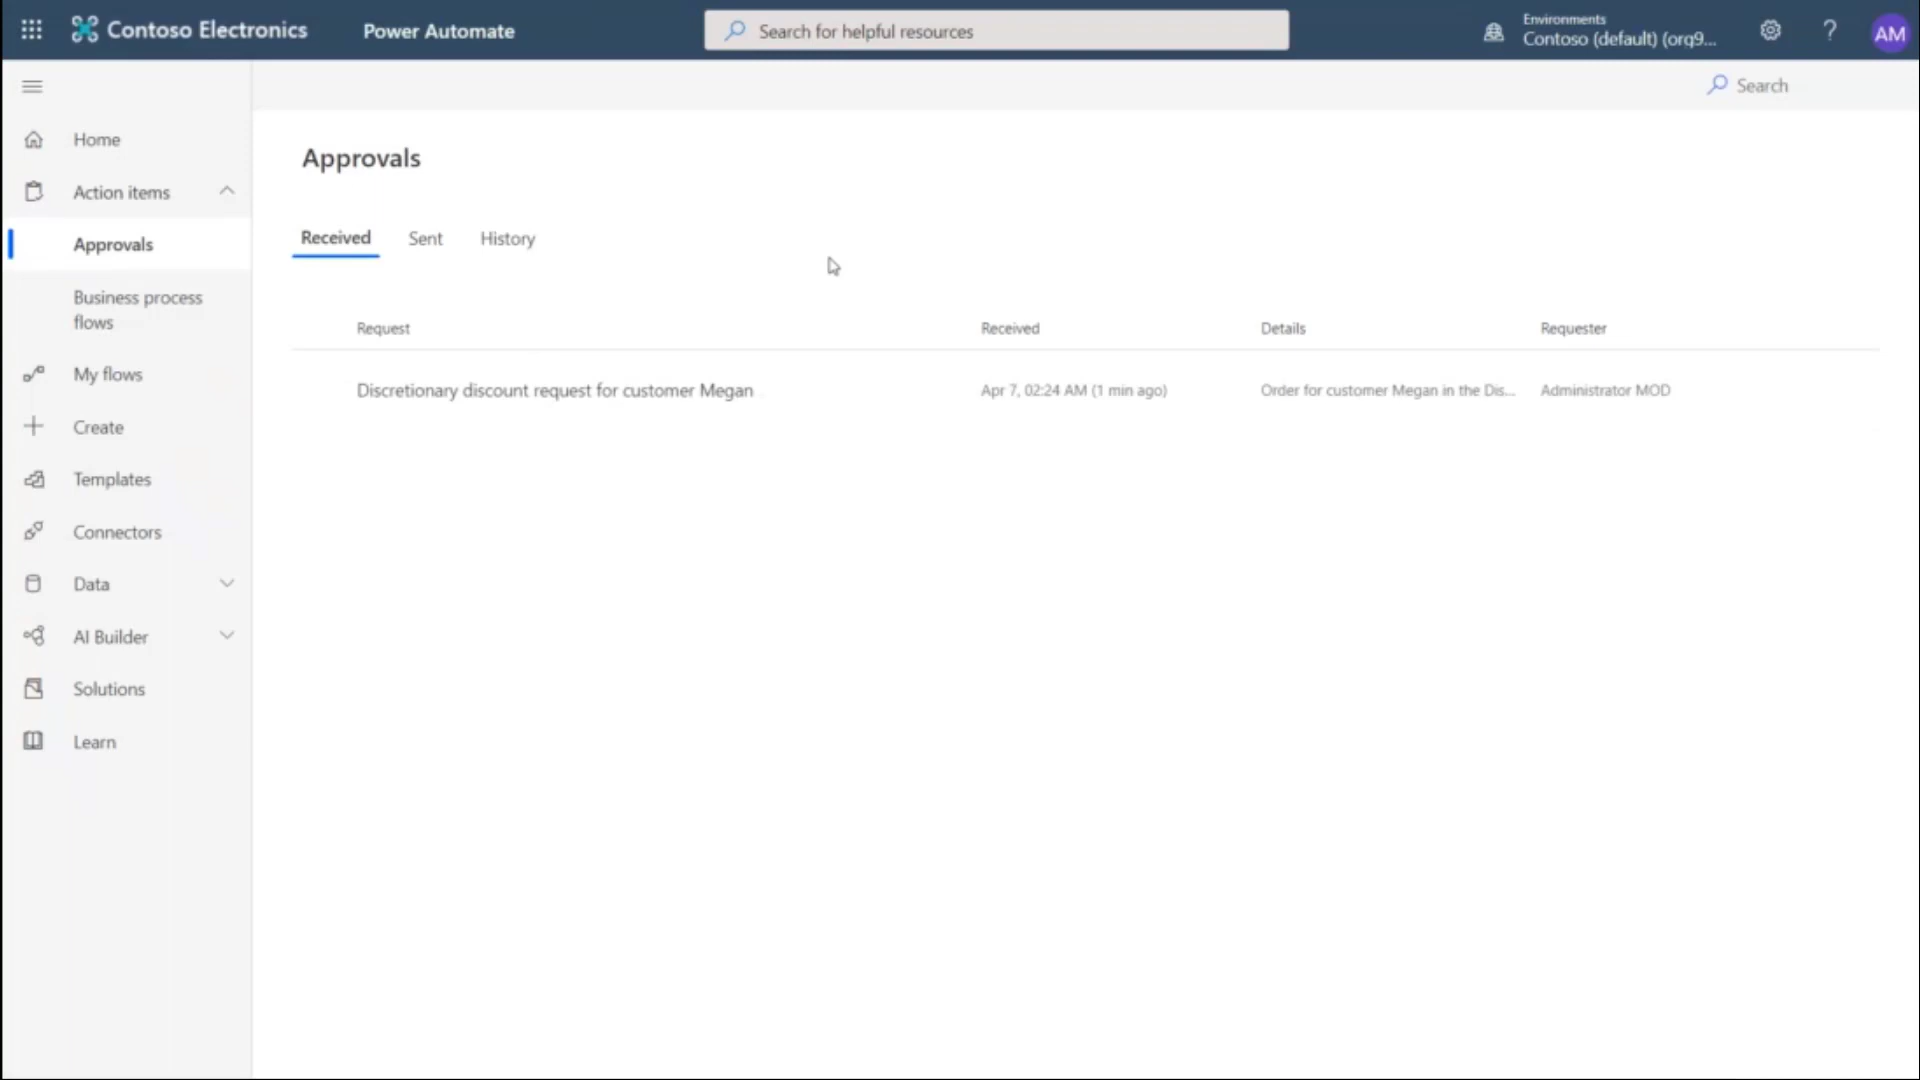 Contoso Electronics
Power Automate
Search for helpful resources
Environments
Contoso (default) (org9...
?
AM
Search
Home
Action items
Approvals
Business process
flows
My flows
Create
Templates
Connectors
Data
AI Builder
Solutions
Learn
Approvals
Received Sent History
Request Received Details Requester
Discretionary discount request for customer Megan Apr 7, 02:24 AM (1 min ago) Order for customer Megan in the Dis... Administrator MOD